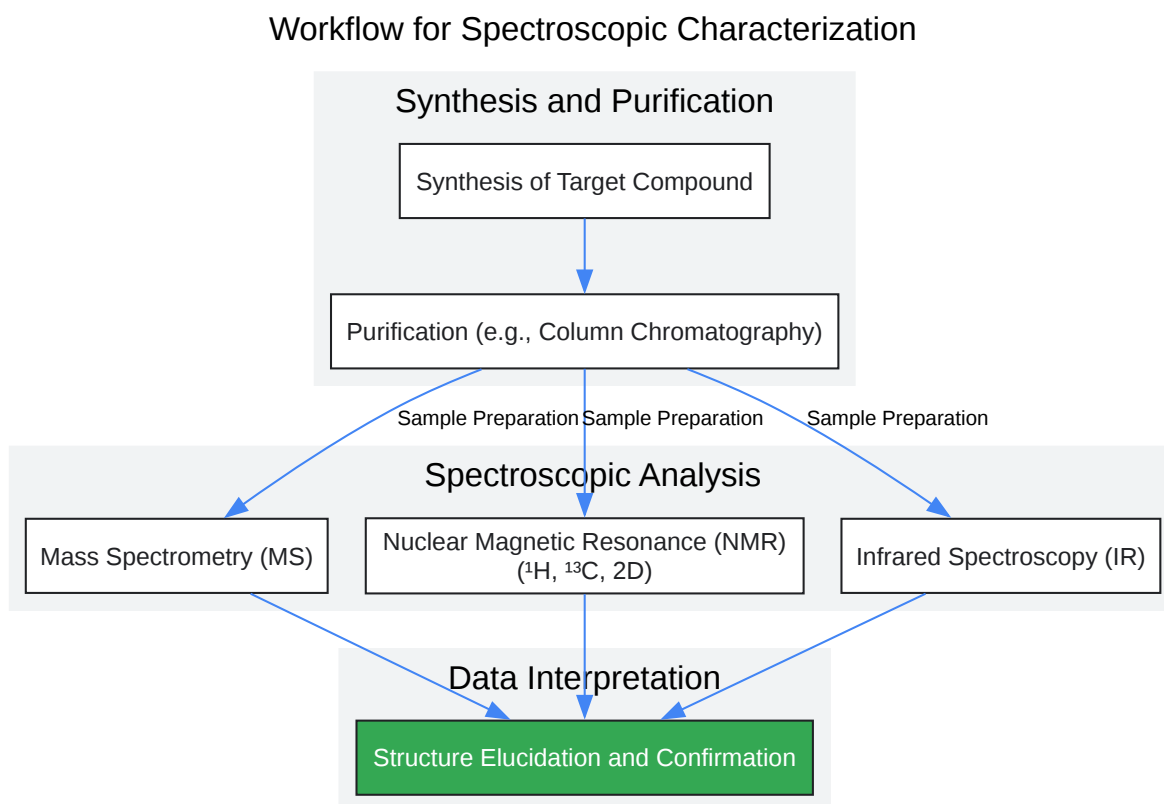 Workflow for Spectroscopic Characterization
Synthesis and Purification
Synthesis of Target Compound
Purification (e.g., Column Chromatography)
Sample Preparation
Sample Preparation
Sample Preparation
Spectroscopic Analysis
Mass Spectrometry (MS)
Nuclear Magnetic Resonance (NMR)
(¹H, ¹³C, 2D)
Infrared Spectroscopy (IR)
Data Interpretation
Structure Elucidation and Confirmation